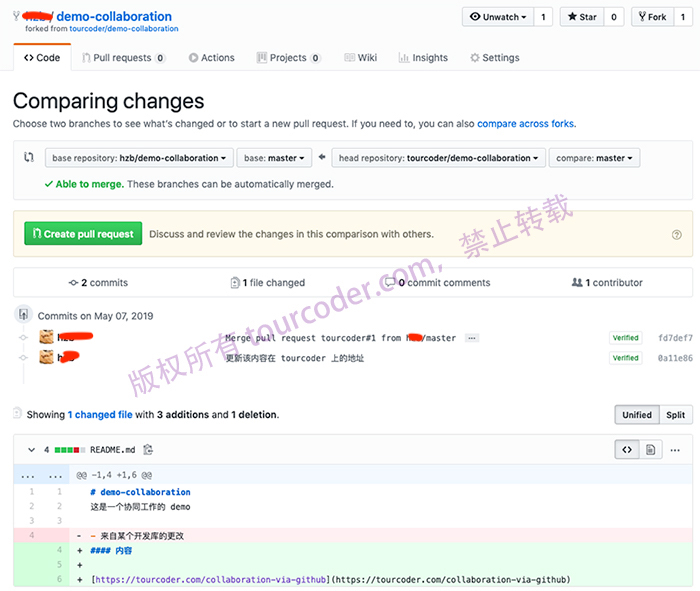 / demo-collaboration
forked from tourcoder/demo-collaboration
Unwatch 1 Star 0 Fork 1
Code Pull requests 0 Actions Projects 0 Wiki Insights Settings
Comparing changes
Choose two branches to see what's changed or to start a new pull request. If you need to, you can also compare across forks.
base repository: hzb/demo-collaboration base: master head repository: tourcoder/demo-collaboration compare: master
Able to merge. These branches can be automatically merged.
Create pull request Discuss and review the changes in this comparison with others.
2 commits 1 file changed 0 commit comments 1 contributor
Commits on May 07, 2019
Merge pull request tourcoder#1 from /master … Verified fd7def7
更新该内容在 tourcoder 上的地址 Verified 0a11e86
版权所有 tourcoder.com，禁止转载
Showing 1 changed file with 3 additions and 1 deletion. Unified Split
4 README.md
... ... @@ -1,4 +1,6 @@
1 1 # demo-collaboration
2 2 这是一个协同工作的 demo
3 3
4 - - 来自某个开发库的更改
4 + #### 内容
5 +
6 + [https://tourcoder.com/collaboration-via-github](https://tourcoder.com/collaboration-via-github)